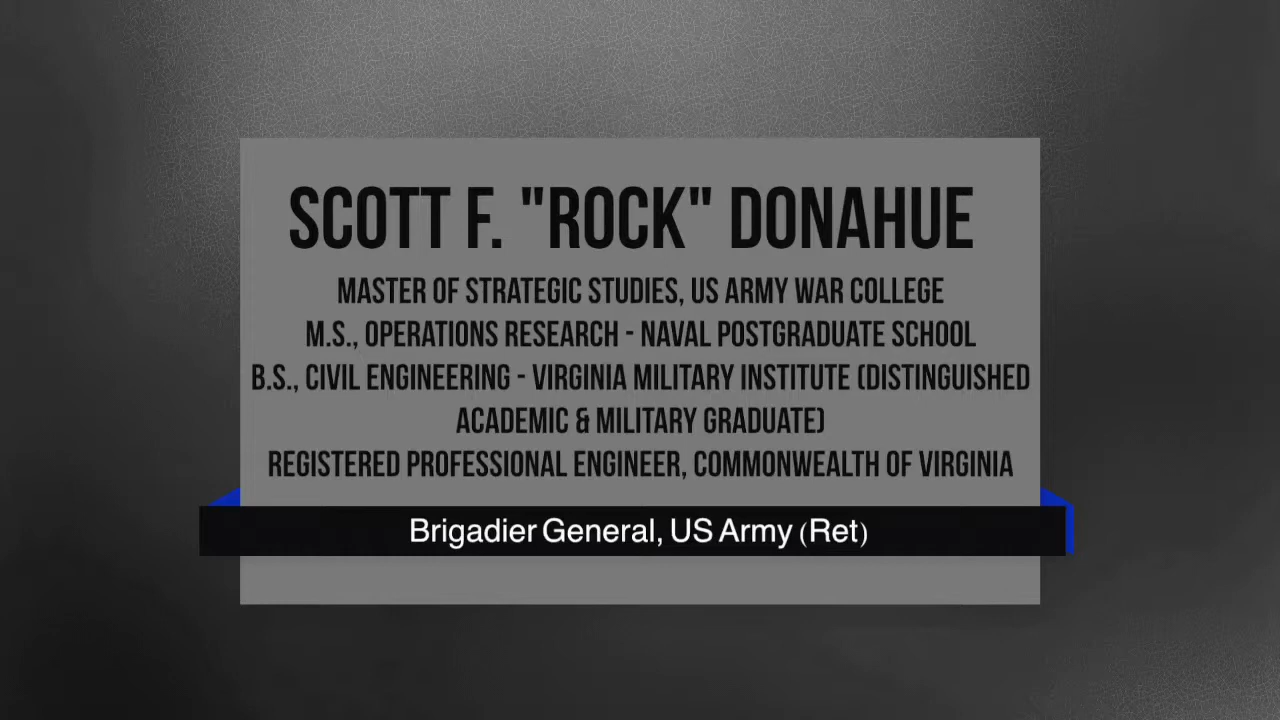 SCOTT F. "ROCK" DONAHUE
MASTER OF STRATEGIC STUDIES, US ARMY WAR COLLEGE
M.S., OPERATIONS RESEARCH - NAVAL POSTGRADUATE SCHOOL
B.S., CIVIL ENGINEERING - VIRGINIA MILITARY INSTITUTE (DISTINGUISHED
ACADEMIC & MILITARY GRADUATE)
REGISTERED PROFESSIONAL ENGINEER, COMMONWEALTH OF VIRGINIA
Brigadier General, US Army (Ret)